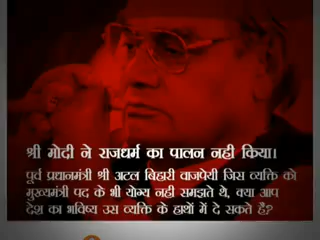 श्री मोदी ने राजधर्म का पालन नही किया।
पूर्व प्रधानमंत्री श्री अटल बिहारी वाजपेयी जिस व्यक्ति को
मुख्यमंत्री पद के भी योग्य नही समझते थे, क्या आप
देश का भविष्य उस व्यक्ति के हाथों में दे सकते है?